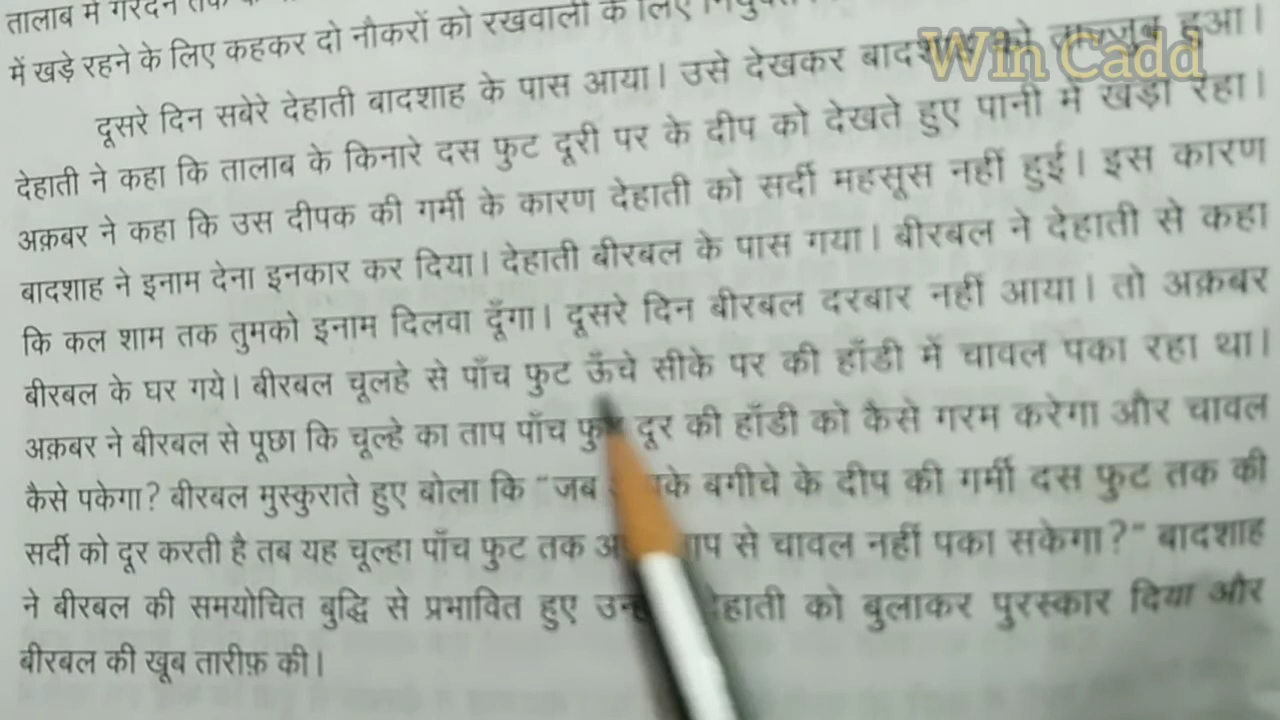 तालाब में गरदन तक के
में खड़े रहने के लिए कहकर दो नौकरों को रखवाली के लिए
Win Cadd
दूसरे दिन सबेरे देहाती बादशाह के पास आया। उसे देखकर बादशाह को ताज्जुब हुआ।
देहाती ने कहा कि तालाब के किनारे दस फुट दूरी पर के दीप को देखते हुए पानी में खड़ा रहा।
अक़बर ने कहा कि उस दीपक की गर्मी के कारण देहाती को सर्दी महसूस नहीं हुई। इस कारण
बादशाह ने इनाम देना इनकार कर दिया। देहाती बीरबल के पास गया। बीरबल ने देहाती से कहा
कि कल शाम तक तुमको इनाम दिलवा दूँगा। दूसरे दिन बीरबल दरबार नहीं आया। तो अक़बर
बीरबल के घर गये। बीरबल चूलहे से पाँच फुट ऊँचे सीके पर की हाँडी में चावल पका रहा था।
अक़बर ने बीरबल से पूछा कि चूल्हे का ताप पाँच फुट दूर की हाँडी को कैसे गरम करेगा और चावल
कैसे पकेगा? बीरबल मुस्कुराते हुए बोला कि "जब बगीचे के दीप की गर्मी दस फुट तक की
सर्दी को दूर करती है तब यह चूल्हा पाँच फुट तक से चावल नहीं पका सकेगा?" बादशाह
ने बीरबल की समयोचित बुद्धि से प्रभावित हुए देहाती को बुलाकर पुरस्कार दिया और
बीरबल की खूब तारीफ़ की।